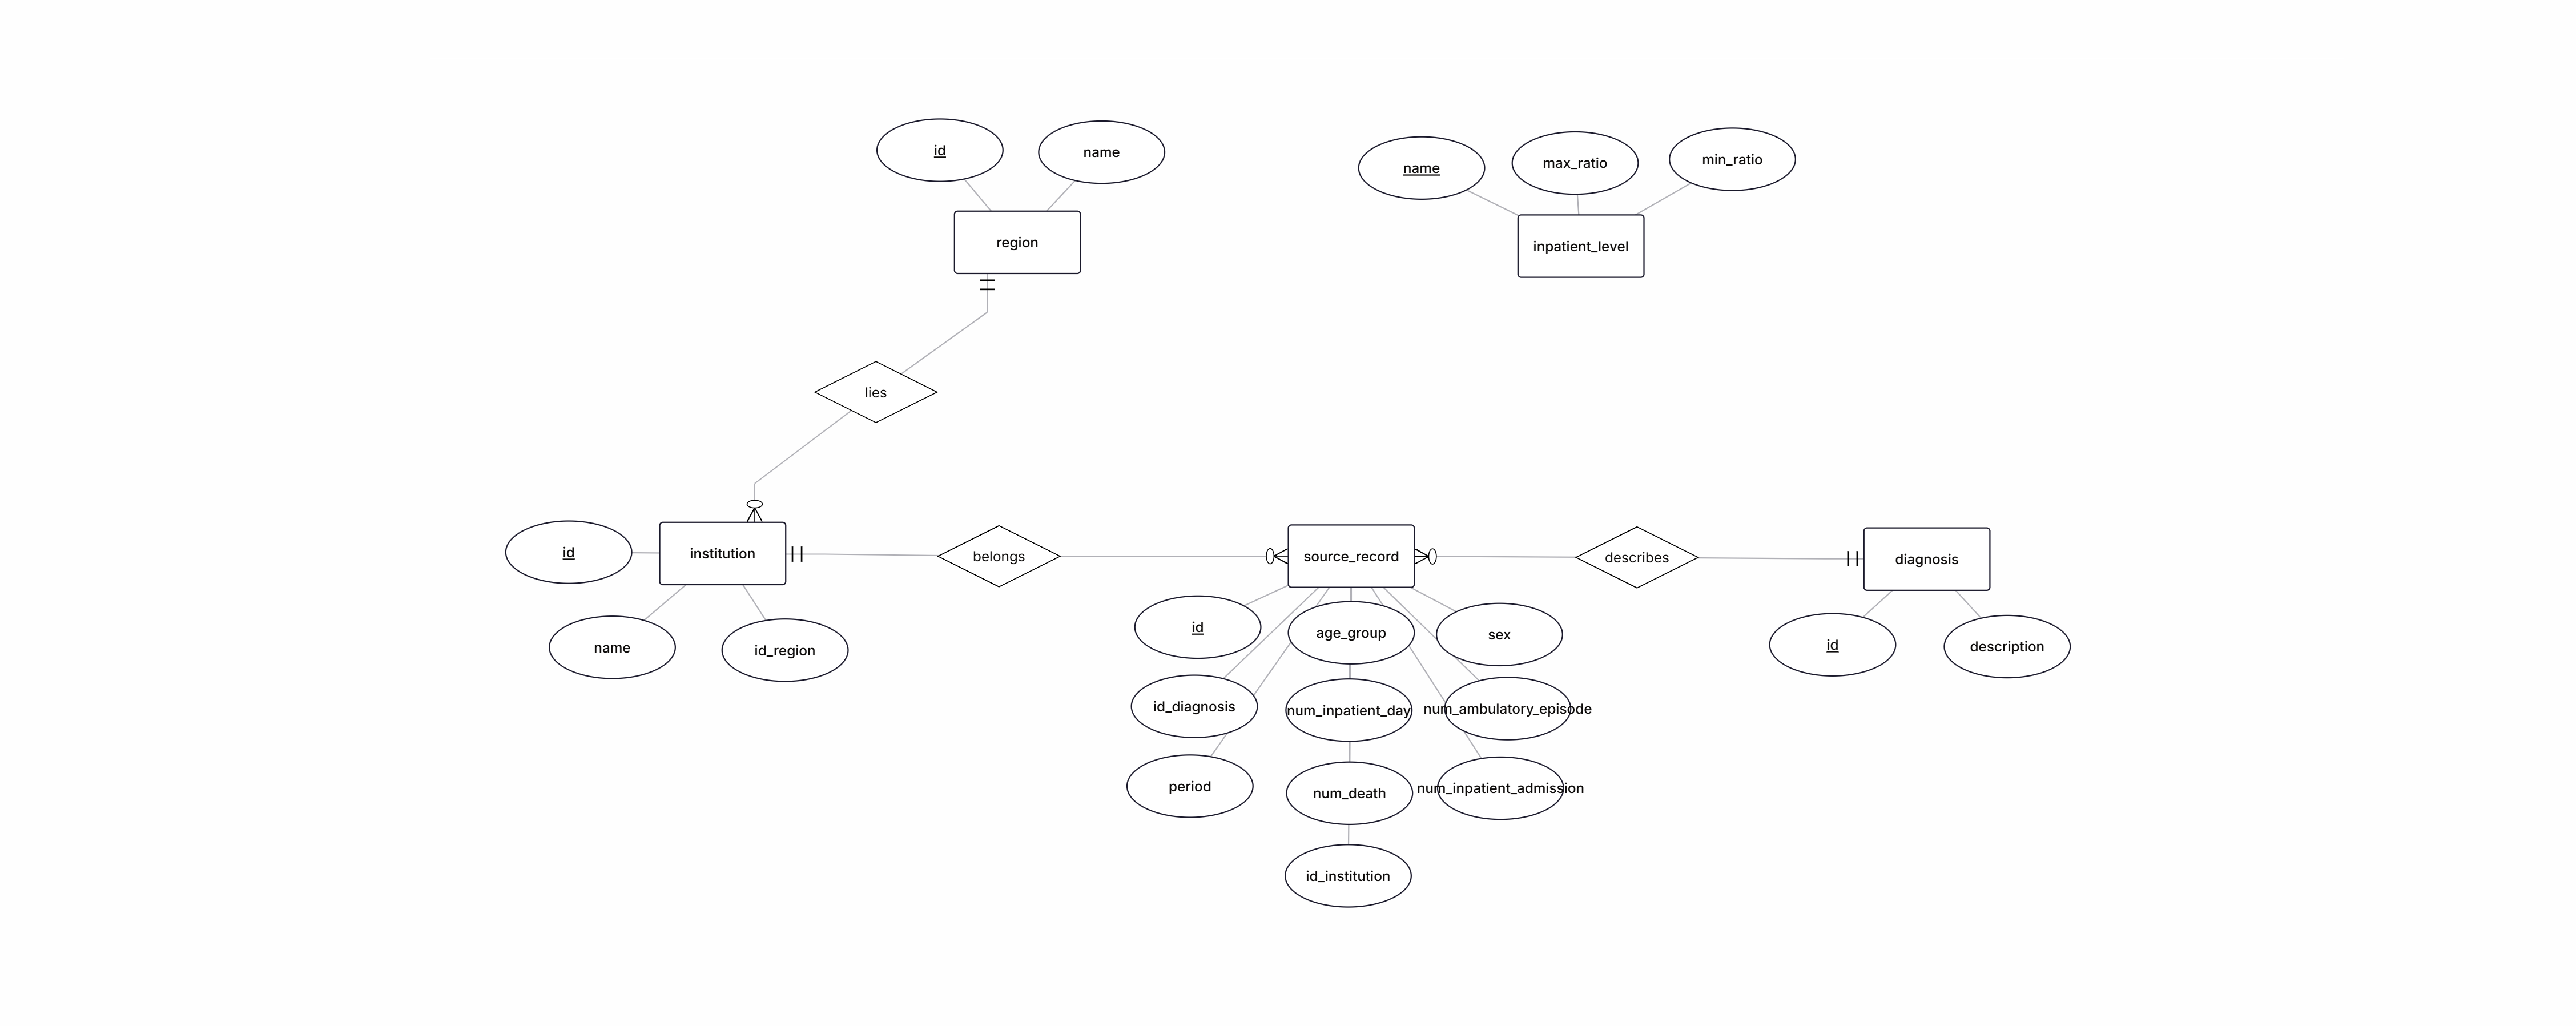 id
name
name
max_ratio
min_ratio
region
inpatient_level
lies
id
institution
belongs
source_record
describes
diagnosis
name
id_region
id
age_group
sex
id
description
id_diagnosis
num_inpatient_day
num_ambulatory_episode
period
num_death
num_inpatient_admission
id_institution